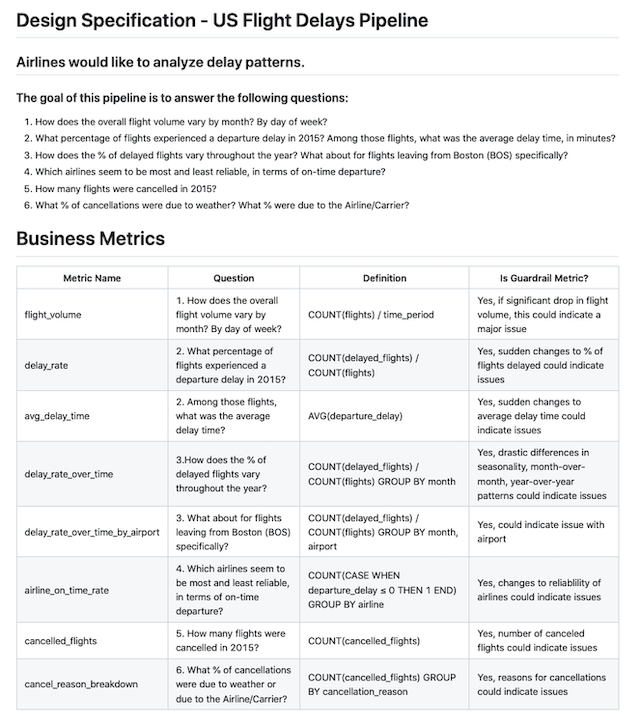 Design Specification - US Flight Delays Pipeline
Airlines would like to analyze delay patterns.
The goal of this pipeline is to answer the following questions:
1. How does the overall flight volume vary by month? By day of week?
2. What percentage of flights experienced a departure delay in 2015? Among those flights, what was the average delay time, in minutes?
3. How does the % of delayed flights vary throughout the year? What about for flights leaving from Boston (BOS) specifically?
4. Which airlines seem to be most and least reliable, in terms of on-time departure?
5. How many flights were cancelled in 2015?
6. What % of cancellations were due to weather? What % were due to the Airline/Carrier?
Business Metrics
Metric Name
Question
Definition
Is Guardrail Metric?
flight_volume
1. How does the overall
flight volume vary by
month? By day of week?
COUNT(flights) / time_period
Yes, if significant drop in flight
volume, this could indicate a
major issue
delay_rate
2. What percentage of
flights experienced a
departure delay in 2015?
COUNT(delayed_flights) /
COUNT(flights)
Yes, sudden changes to % of
flights delayed could indicate
issues
avg_delay_time
2. Among those flights,
what was the average
delay time?
AVG(departure_delay)
Yes, sudden changes to
average delay time could
indicate issues
delay_rate_over_time
3.How does the % of
delayed flights vary
throughout the year?
COUNT(delayed_flights) /
COUNT(flights) GROUP BY month
Yes, drastic differences in
seasonality, month-over-
month, year-over-year
patterns could indicate issues
delay_rate_over_time_by_airport
3. What about for flights
leaving from Boston (BOS)
specifically?
COUNT(delayed_flights) /
COUNT(flights) GROUP BY month,
airport
Yes, could indicate issue with
airport
airline_on_time_rate
4. Which airlines seem to
be most and least reliable,
in terms of on-time
departure?
COUNT(CASE WHEN
departure_delay ≤ 0 THEN 1 END)
GROUP BY airline
Yes, changes to reliablility of
airlines could indicate issues
cancelled_flights
5. How many flights were
cancelled in 2015?
COUNT(cancelled_flights)
Yes, number of canceled
flights could indicate issues
cancel_reason_breakdown
6. What % of cancellations
were due to weather or
due to the Airline/Carrier?
COUNT(cancelled_flights) GROUP
BY cancellation_reason
Yes, reasons for cancellations
could indicate issues